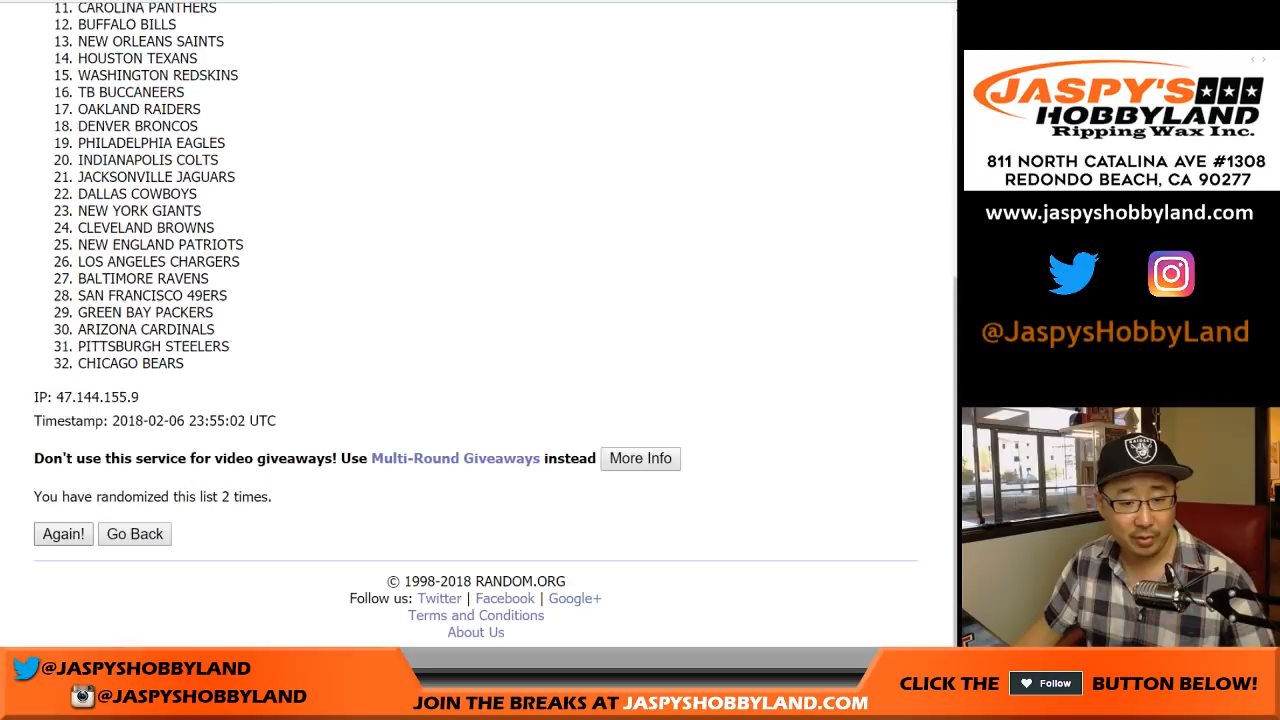 11. CAROLINA PANTHERS
12. BUFFALO BILLS
13. NEW ORLEANS SAINTS
14. HOUSTON TEXANS
15. WASHINGTON REDSKINS
16. TB BUCCANEERS
17. OAKLAND RAIDERS
18. DENVER BRONCOS
19. PHILADELPHIA EAGLES
20. INDIANAPOLIS COLTS
21. JACKSONVILLE JAGUARS
22. DALLAS COWBOYS
23. NEW YORK GIANTS
24. CLEVELAND BROWNS
25. NEW ENGLAND PATRIOTS
26. LOS ANGELES CHARGERS
27. BALTIMORE RAVENS
28. SAN FRANCISCO 49ERS
29. GREEN BAY PACKERS
30. ARIZONA CARDINALS
31. PITTSBURGH STEELERS
32. CHICAGO BEARS
IP: 47.144.155.9
Timestamp: 2018-02-06 23:55:02 UTC
Don't use this service for video giveaways! Use Multi-Round Giveaways instead More Info
You have randomized this list 2 times.
Again! Go Back
© 1998-2018 RANDOM.ORG
Follow us: Twitter | Facebook | Google+
Terms and Conditions
About Us
JASPY'S
HOBBYLAND
Ripping Wax Inc.
811 NORTH CATALINA AVE #1308
REDONDO BEACH, CA 90277
www.jaspyshobbyland.com
@JaspysHobbyLand
RAIDERS
@JASPYSHOBBYLAND
@JASPYSHOBBYLAND
JOIN THE BREAKS AT JASPYSHOBBYLAND.COM
CLICK THE Follow BUTTON BELOW!